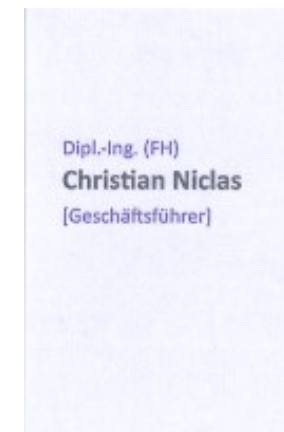 Dipl.-Ing. (FH)
Christian Niclas
[Geschäftsführer]